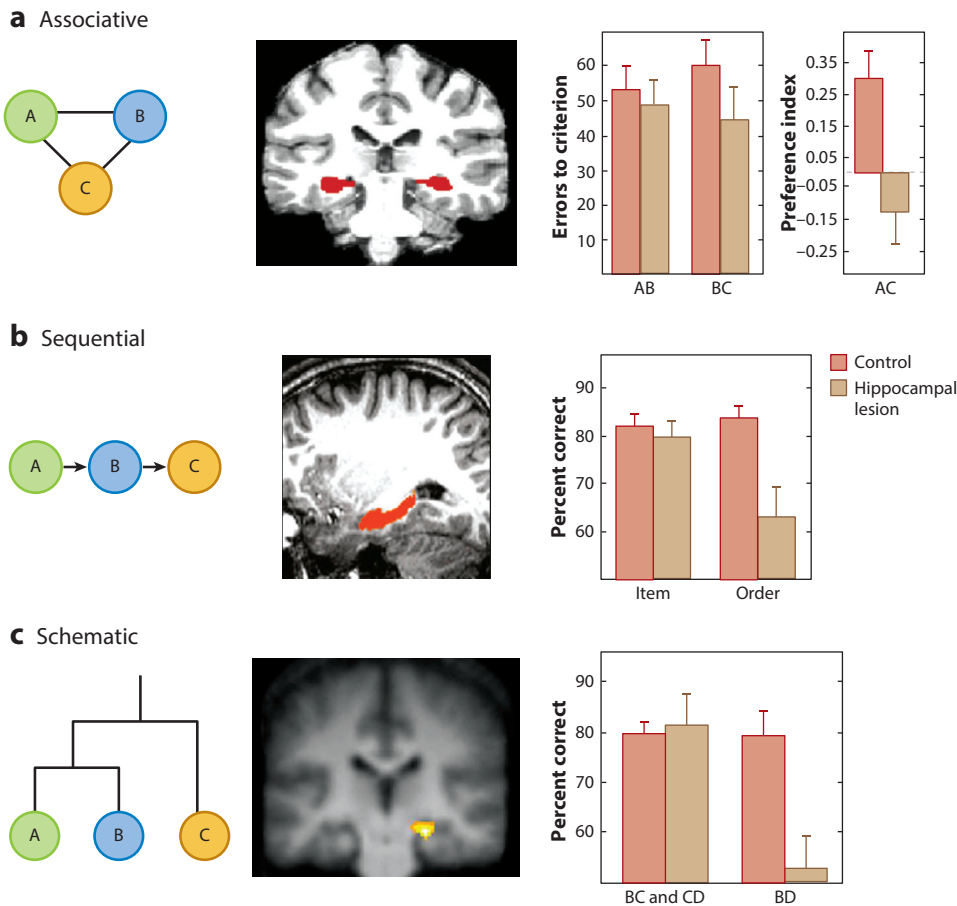 a Associative
A
B
C
Errors to criterion
60
50
40
30
20
10
AB BC
Preference index
0.35
0.25
0.15
0.05
−0.05
−0.15
−0.25
AC
b Sequential
A
B
C
Percent correct
90
80
70
60
Item Order
Control
Hippocampal
lesion
c Schematic
A
B
C
Percent correct
90
80
70
60
BC and CD BD